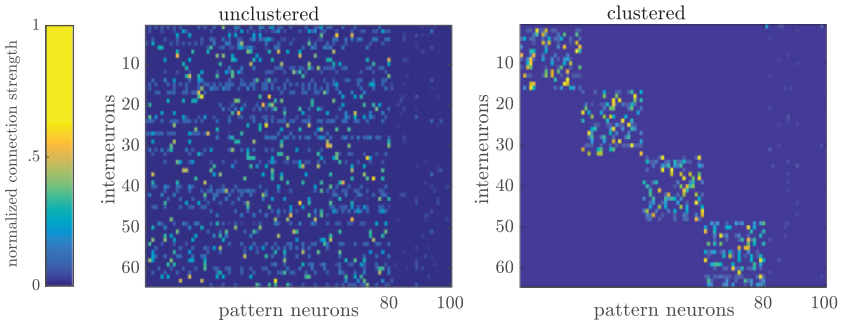 unclustered
clustered
normalized connection strength
1
.5
0
interneurons
10
20
30
40
50
60
80
100
pattern neurons
interneurons
10
20
30
40
50
60
80
100
pattern neurons